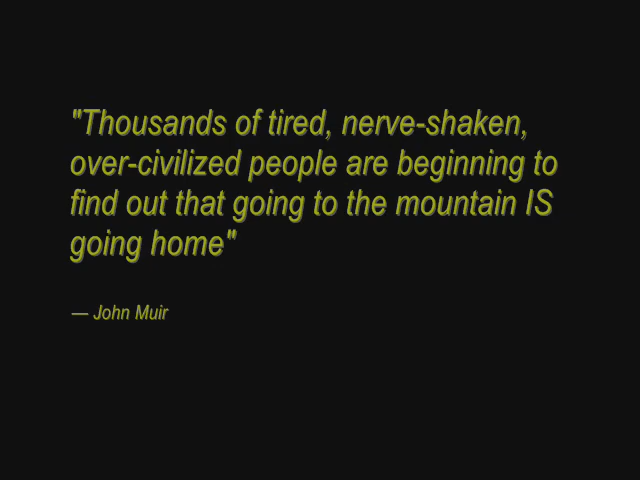 "Thousands of tired, nerve-shaken,
over-civilized people are beginning to
find out that going to the mountain IS
going home"
— John Muir